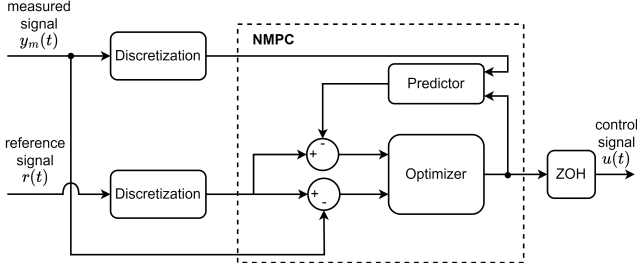 measured
signal
y_m(t)
Discretization
NMPC
Predictor
-
+
reference
signal
r(t)
Discretization
+
-
Optimizer
ZOH
control
signal
u(t)